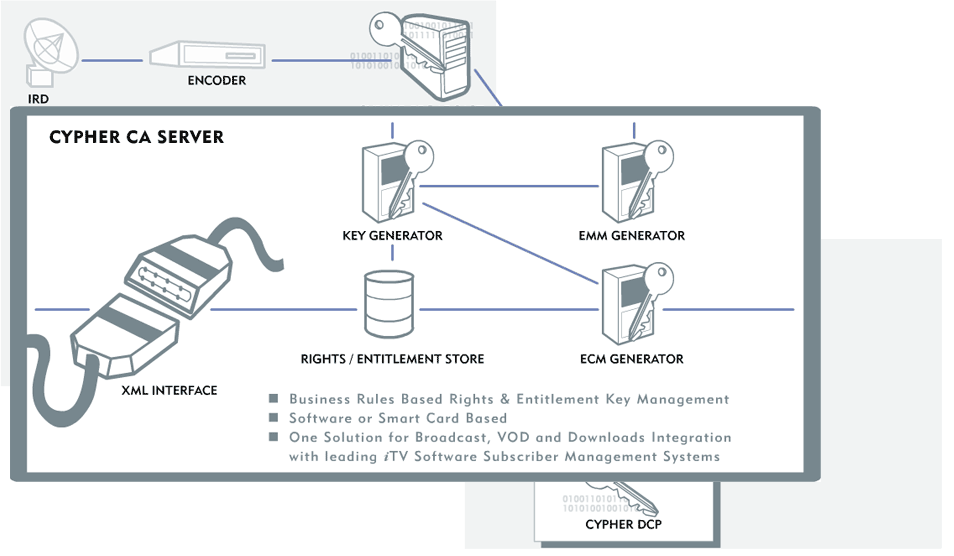 010010101011
1011111010011
ENCODER
IRD
CYPHER CA SERVER
KEY GENERATOR
EMM GENERATOR
RIGHTS / ENTITLEMENT STORE
ECM GENERATOR
XML INTERFACE
Business Rules Based Rights & Entitlement Key Management
Software or Smart Card Based
One Solution for Broadcast, VOD and Downloads Integration
with leading iTV Software Subscriber Management Systems
CYPHER DCP